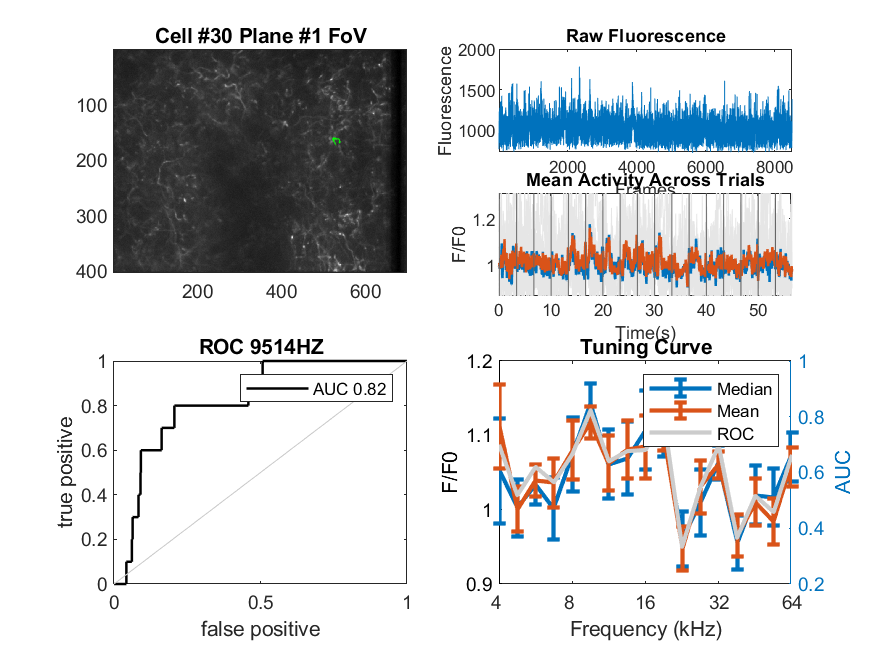 Cell #30 Plane #1 FoV
100
200
300
400
200
400
600
Raw Fluorescence
Fluorescence
2000
1500
1000
2000
4000
6000
8000
Frames
Mean Activity Across Trials
F/F0
1.2
1
0
10
20
30
40
50
Time(s)
ROC 9514HZ
true positive
1
0.8
0.6
0.4
0.2
0
AUC 0.82
0
0.5
1
false positive
Tuning Curve
F/F0
1.2
1.1
1
0.9
Median
Mean
ROC
1
0.8
0.6
0.4
0.2
AUC
4
8
16
32
64
Frequency (kHz)